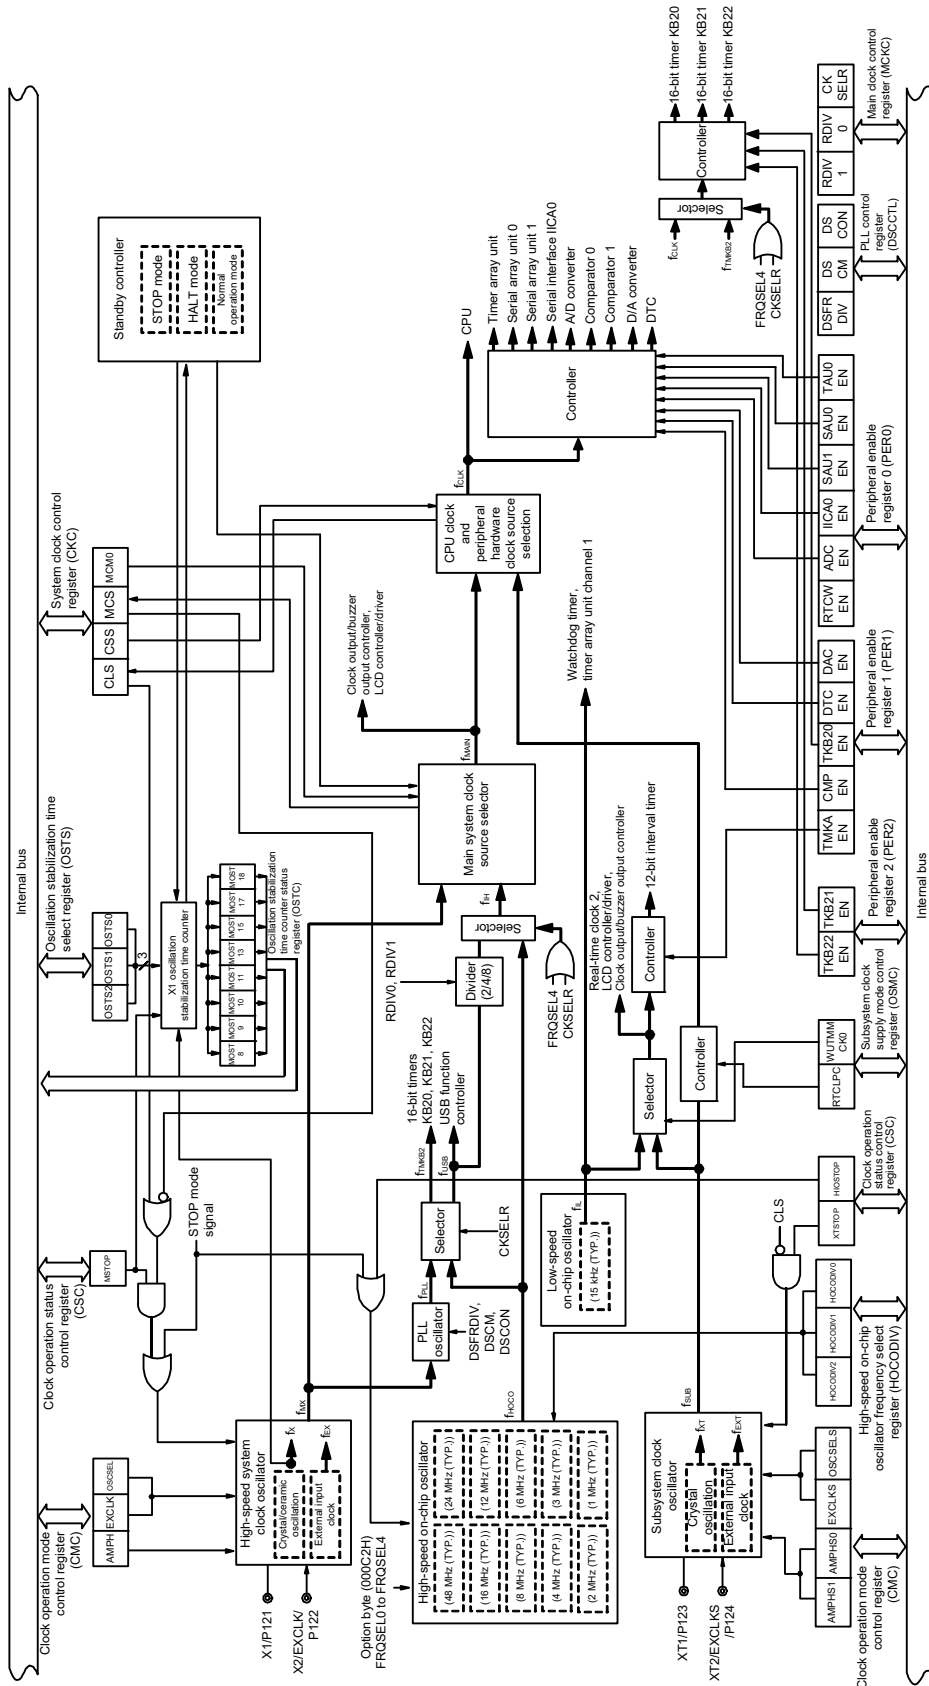 Internal bus
Clock operation mode
control register
(CMC)
AMPH
EXCLK
OSCSEL
Clock operation status
control register
(CSC)
MSTOP
Oscillation stabilization time
select register (OSTS)
OSTS2
OSTS1
OSTS0
3
X1 oscillation
stabilization time counter
MOST
8
MOST
9
MOST
10
MOST
11
MOST
13
MOST
15
MOST
17
MOST
18
Oscillation stabilization
time counter status
register (OSTC)
System clock control
register (CKC)
CLS
CSS
MCS
MCM0
Standby controller
STOP mode
HALT mode
Normal
operation mode
STOP mode
signal
X1/P121
X2/EXCLK/
P122
High-speed system
clock oscillator
Crystal/ceramic
oscillation
External input
clock
fX
fEX
fMX
PLL
oscillator
fPLL
DSFRDIV,
DSCM,
DSCON
Selector
CKSELR
fTMKB2
fUSB
16-bit timers
KB20, KB21, KB22
USB function
controller
RDIV0, RDIV1
Divider
(2/4/8)
Selector
fIH
FRQSEL4
CKSELR
Main system clock
source selector
fMAIN
Clock output/buzzer
output controller,
LCD controller/driver
CPU clock
and
peripheral
hardware
clock source
selection
fCLK
CPU
Controller
Timer array unit
Serial array unit 0
Serial array unit 1
Serial interface IICA0
A/D converter
Comparator 0
Comparator 1
D/A converter
DTC
fCLK
fTMKB2
Selector
FRQSEL4
CKSELR
Controller
16-bit timer KB20
16-bit timer KB21
16-bit timer KB22
Option byte (000C2H)
FRQSEL0 to FRQSEL4
High-speed on-chip oscillator
(48 MHz (TYP.))
(24 MHz (TYP.))
(16 MHz (TYP.))
(12 MHz (TYP.))
(8 MHz (TYP.))
(6 MHz (TYP.))
(4 MHz (TYP.))
(3 MHz (TYP.))
(2 MHz (TYP.))
(1 MHz (TYP.))
fHOCO
Low-speed
on-chip oscillator
(15 kHz (TYP.))
fIL
Watchdog timer,
timer array unit channel 1
Real-time clock 2,
LCD controller/driver,
Clock output/buzzer output controller
Selector
Controller
12-bit interval timer
Controller
XT1/P123
XT2/EXCLKS
/P124
Subsystem clock
oscillator
Crystal
oscillation
External input
clock
fXT
fEXT
fSUB
CLS
AMPHS1
AMPHS0
EXCLKS
OSCSELS
Clock operation mode
control register
(CMC)
HOCODIV2
HOCODIV1
HOCODIV0
High-speed on-chip
oscillator frequency select
register (HOCODIV)
XTSTOP
HIOSTOP
Clock operation
status control
register
(CSC)
RTCLPC
WUTMM
CK0
Subsystem clock
supply mode control
register (OSMC)
TKB22
EN
TKB21
EN
Peripheral enable
register 2 (PER2)
TMKA
EN
CMP
EN
TKB20
EN
DTC
EN
DAC
EN
Peripheral enable
register 1 (PER1)
RTCW
EN
ADC
EN
IICA0
EN
SAU1
EN
SAU0
EN
TAU0
EN
Peripheral enable
register 0 (PER0)
DSFR
DIV
DS
CM
DS
CON
PLL control
register
(DSCCTL)
RDIV
1
RDIV
0
CK
SELR
Main clock control
register (MCKC)
Internal bus